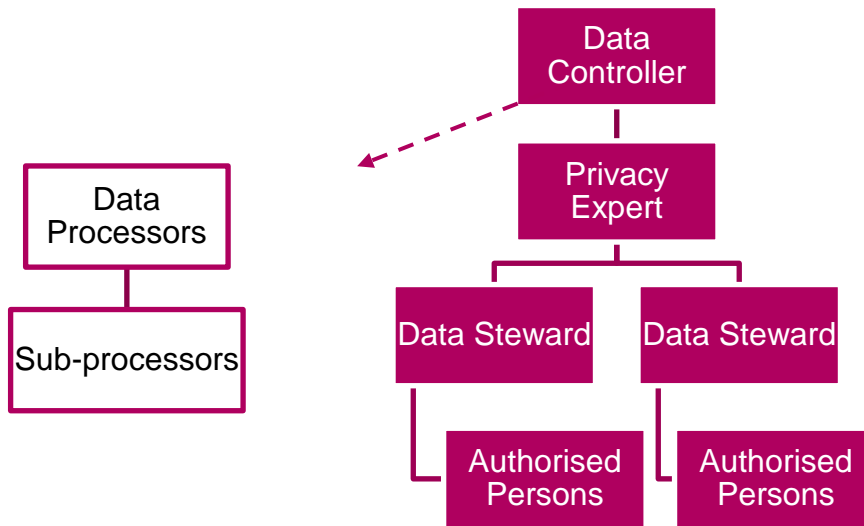 Data
Controller
Privacy
Expert
Data
Processors
Sub-processors
Data Steward
Data Steward
Authorised
Persons
Authorised
Persons